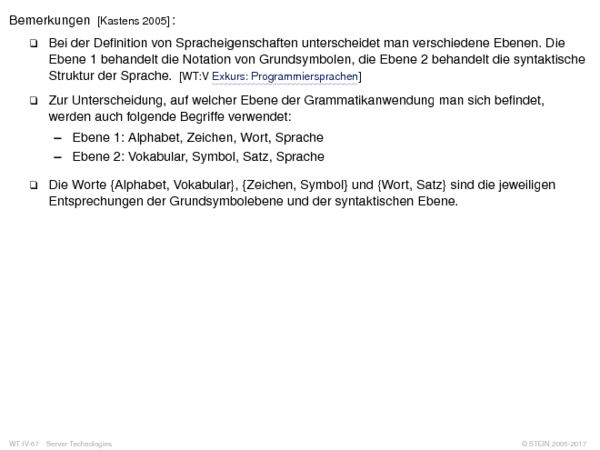 Bemerkungen [Kastens 2005] :
❑ Bei der Definition von Spracheigenschaften unterscheidet man verschiedene Ebenen. Die
Ebene 1 behandelt die Notation von Grundsymbolen, die Ebene 2 behandelt die syntaktische
Struktur der Sprache. [WT:V Exkurs: Programmiersprachen]
❑ Zur Unterscheidung, auf welcher Ebene der Grammatikanwendung man sich befindet,
werden auch folgende Begriffe verwendet:
– Ebene 1: Alphabet, Zeichen, Wort, Sprache
– Ebene 2: Vokabular, Symbol, Satz, Sprache
❑ Die Worte {Alphabet, Vokabular}, {Zeichen, Symbol} und {Wort, Satz} sind die jeweiligen
Entsprechungen der Grundsymbolebene und der syntaktischen Ebene.
WT:IV-67 Server Technologies © STEIN 2005-2017